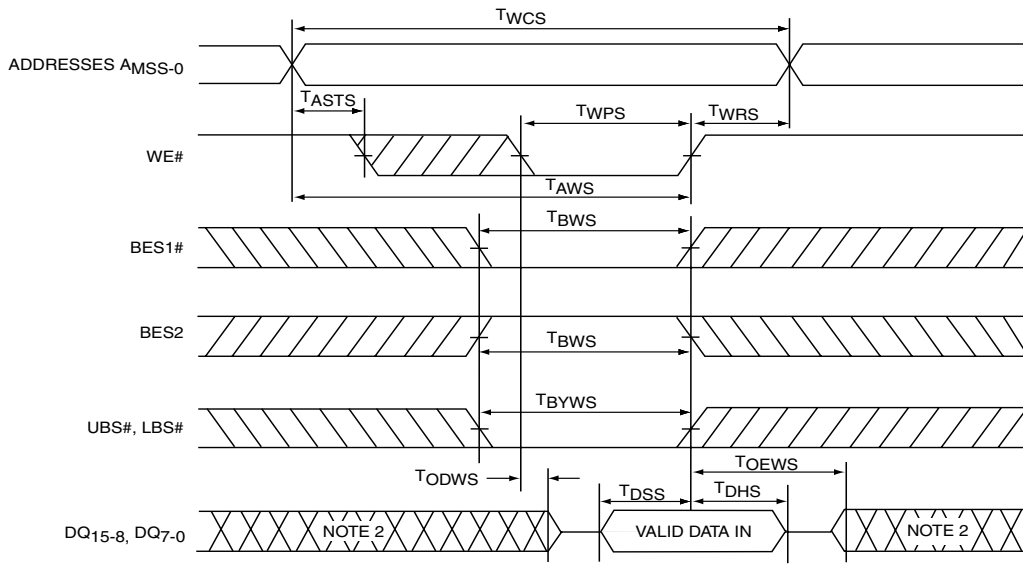 TWCS
ADDRESSES AMSS-0
TASTS
TWPS
TWRS
WE#
TAWS
TBWS
BES1#
BES2
TBWS
TBYWS
UBS#, LBS#
TODWS
TOEWS
TDSS
TDHS
DQ15-8, DQ7-0
NOTE 2
VALID DATA IN
NOTE 2